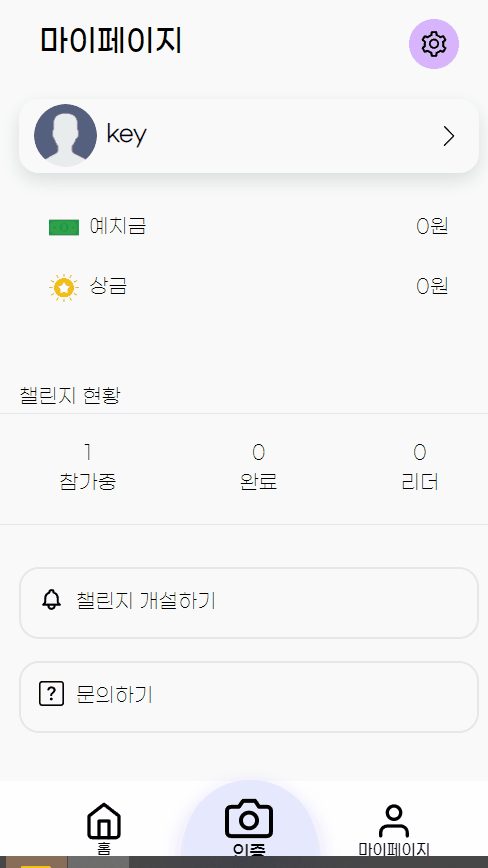 마이페이지
key
예치금 0원
상금 0원
챌린지 현황
1 0 0
참가중 완료 리더
챌린지 개설하기
문의하기
홈 인증 마이페이지